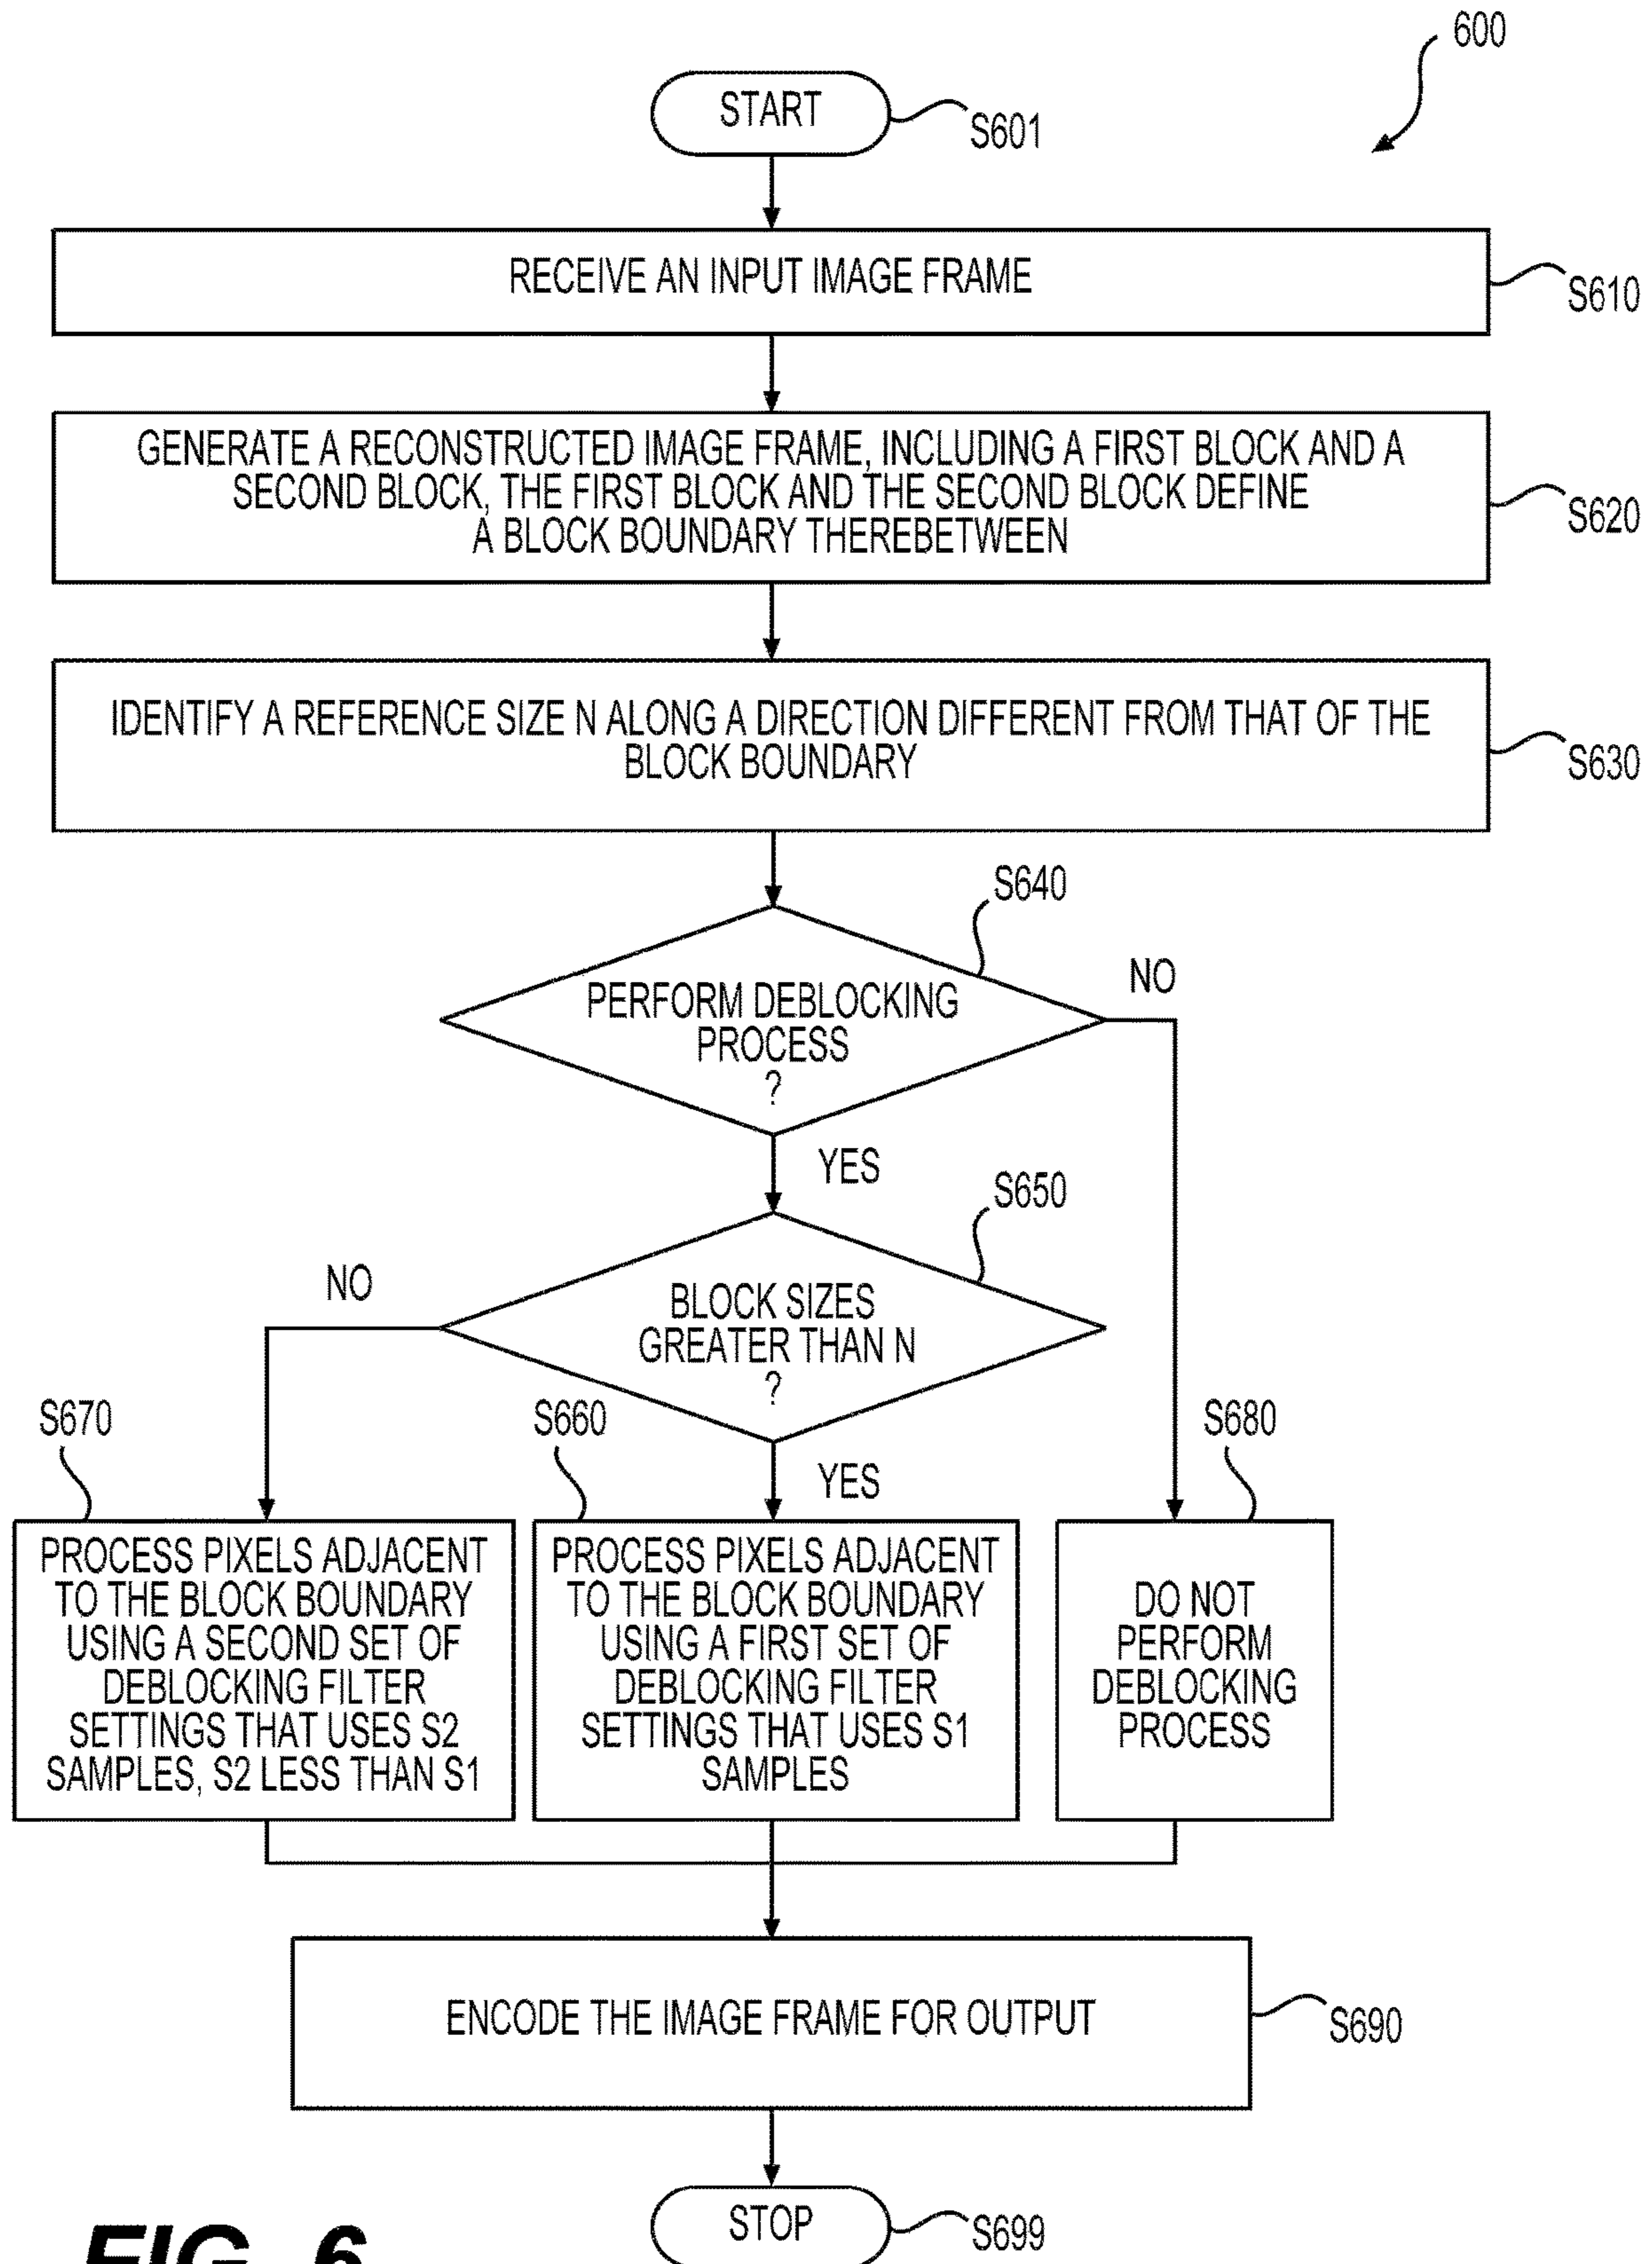 600
START
S601
RECEIVE AN INPUT IMAGE FRAME
S610
GENERATE A RECONSTRUCTED IMAGE FRAME, INCLUDING A FIRST BLOCK AND A
SECOND BLOCK, THE FIRST BLOCK AND THE SECOND BLOCK DEFINE
A BLOCK BOUNDARY THEREBETWEEN
S620
IDENTIFY A REFERENCE SIZE N ALONG A DIRECTION DIFFERENT FROM THAT OF THE
BLOCK BOUNDARY
S630
S640
NO
PERFORM DEBLOCKING
PROCESS
?
YES
S650
NO
BLOCK SIZES
GREATER THAN N
?
YES
S670
PROCESS PIXELS ADJACENT
TO THE BLOCK BOUNDARY
USING A SECOND SET OF
DEBLOCKING FILTER
SETTINGS THAT USES S2
SAMPLES, S2 LESS THAN S1
S660
PROCESS PIXELS ADJACENT
TO THE BLOCK BOUNDARY
USING A FIRST SET OF
DEBLOCKING FILTER
SETTINGS THAT USES S1
SAMPLES
S680
DO NOT
PERFORM
DEBLOCKING
PROCESS
ENCODE THE IMAGE FRAME FOR OUTPUT
S690
STOP
S699
FIG. 6